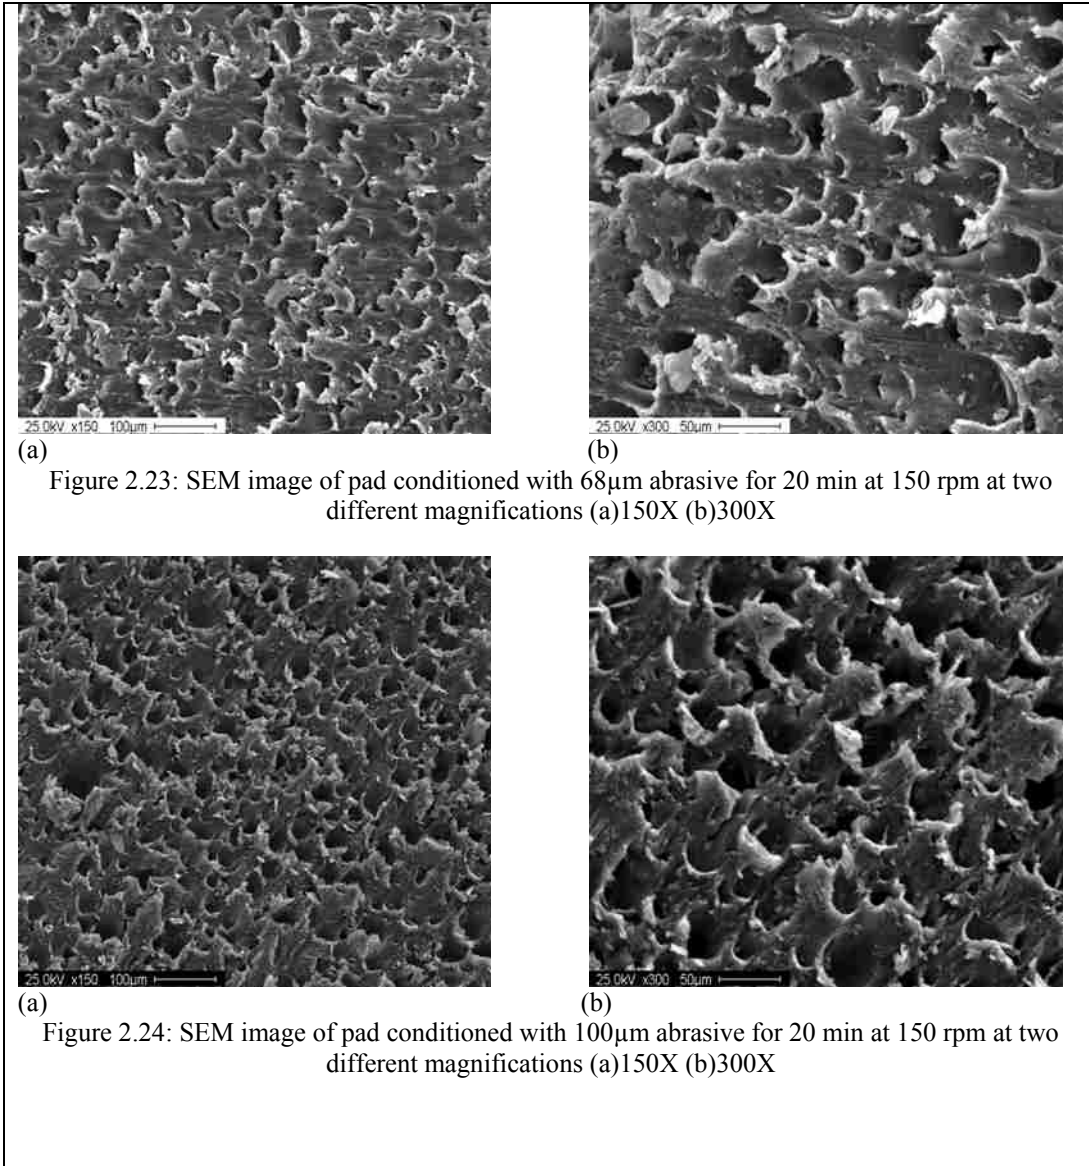 25.0kV x150 100µm
25.0kV x300 50µm
(a)
(b)
Figure 2.23: SEM image of pad conditioned with 68µm abrasive for 20 min at 150 rpm at two
different magnifications (a)150X (b)300X
25.0kV x150 100µm
25.0kV x300 50µm
(a)
(b)
Figure 2.24: SEM image of pad conditioned with 100µm abrasive for 20 min at 150 rpm at two
different magnifications (a)150X (b)300X